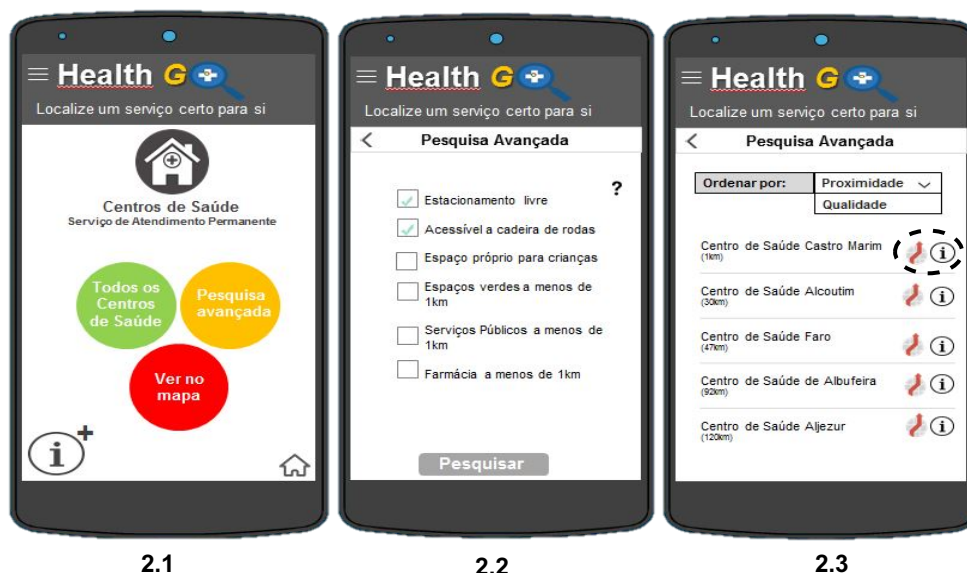 Health G
Localize um serviço certo para si
Centros de Saúde
Serviço de Atendimento Permanente
Todos os
Centros
de Saúde
Pesquisa
avançada
Ver no
mapa
i+
2.1
Health G
Localize um serviço certo para si
< Pesquisa Avançada
?
Estacionamento livre
Acessível a cadeira de rodas
Espaço próprio para crianças
Espaços verdes a menos de
1km
Serviços Públicos a menos de
1km
Farmácia a menos de 1km
Pesquisar
2.2
Health G
Localize um serviço certo para si
< Pesquisa Avançada
Ordenar por: Proximidade
Qualidade
Centro de Saúde Castro Marim
(1km)
i
Centro de Saúde Alcoutim
(30km)
i
Centro de Saúde Faro
(47km)
i
Centro de Saúde de Albufeira
(92km)
i
Centro de Saúde Aljezur
(120km)
i
2.3